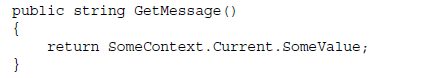 public string GetMessage()
{
    return SomeContext.Current.SomeValue;
}